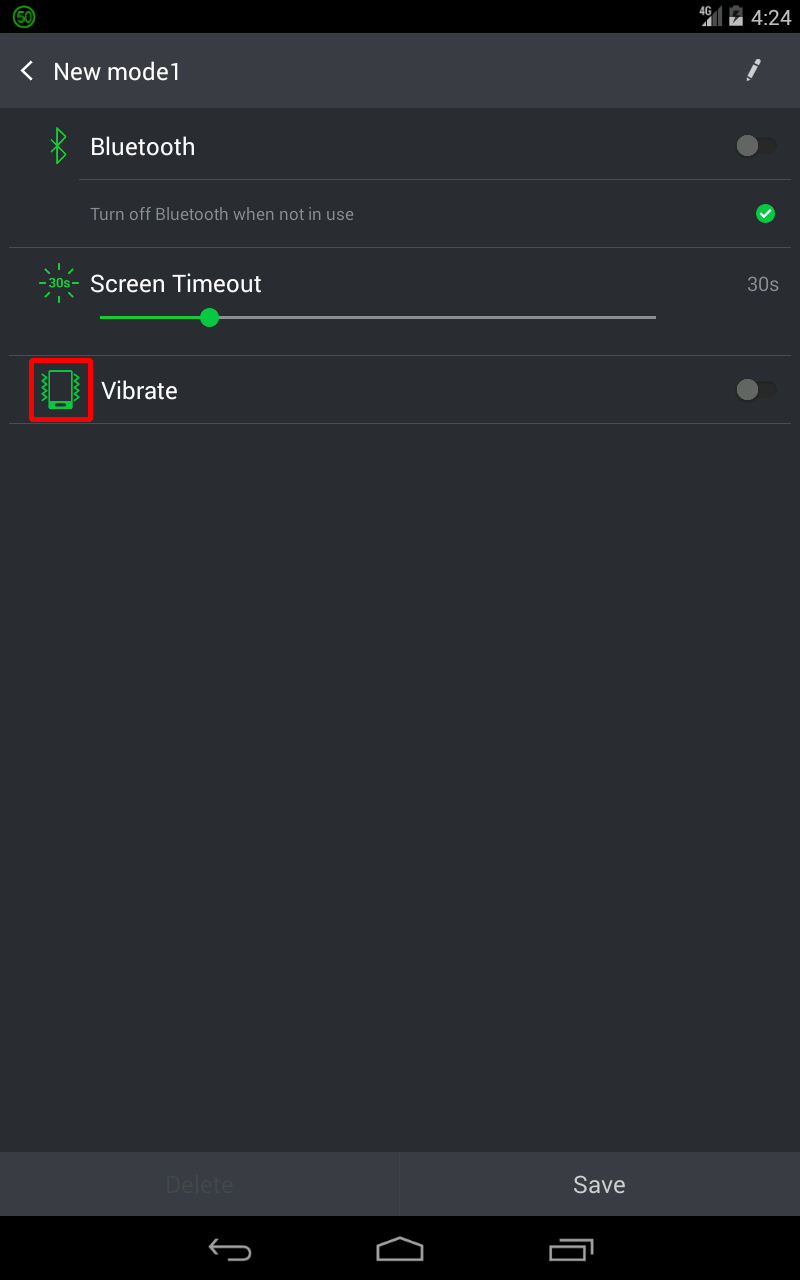 50
4G
4:24
New mode1
Bluetooth
Turn off Bluetooth when not in use
30s
Screen Timeout
30s
Vibrate
Delete
Save